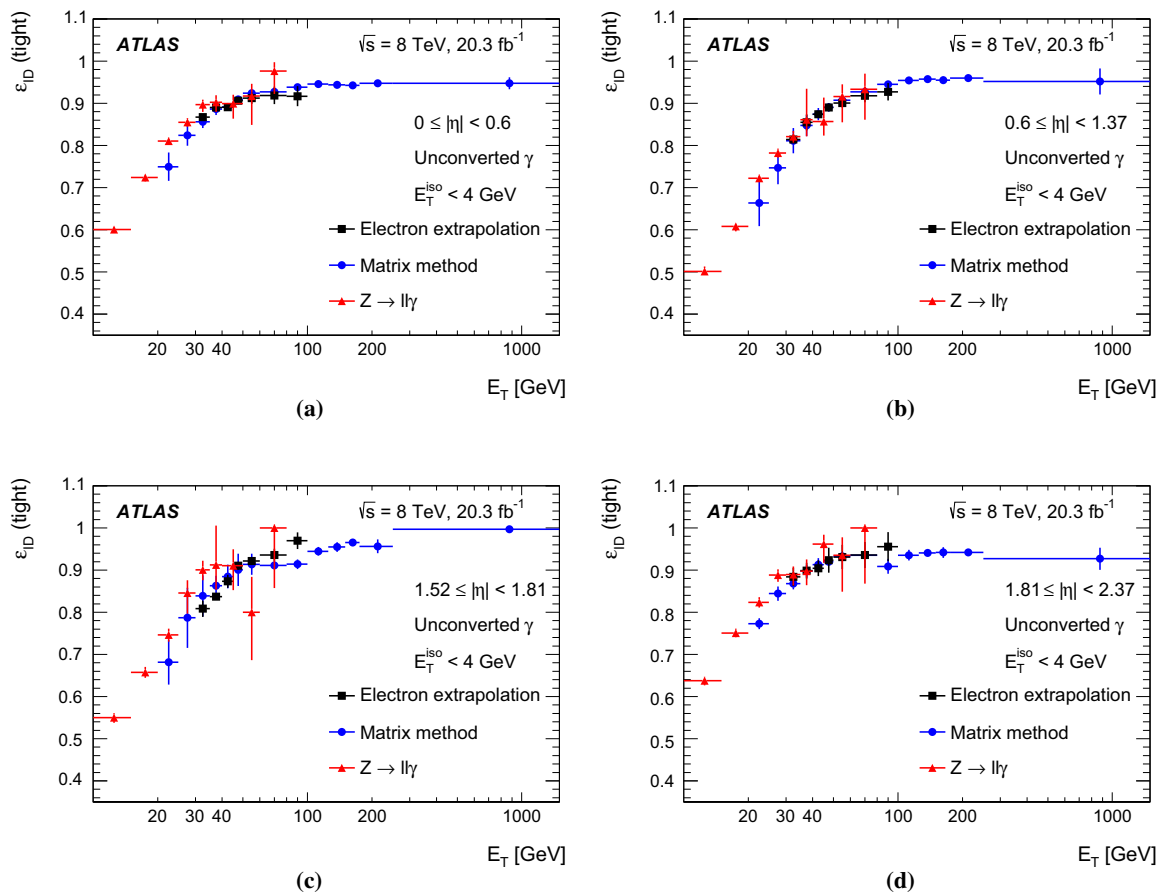 ε_ID (tight)
1.1
1
0.9
0.8
0.7
0.6
0.5
0.4
ATLAS
√s = 8 TeV, 20.3 fb⁻¹
0 ≤ |η| < 0.6
Unconverted γ
E_T^iso < 4 GeV
Electron extrapolation
Matrix method
Z → llγ
20 30 40 100 200 1000
E_T [GeV]
(a)
ε_ID (tight)
1.1
1
0.9
0.8
0.7
0.6
0.5
0.4
ATLAS
√s = 8 TeV, 20.3 fb⁻¹
0.6 ≤ |η| < 1.37
Unconverted γ
E_T^iso < 4 GeV
Electron extrapolation
Matrix method
Z → llγ
20 30 40 100 200 1000
E_T [GeV]
(b)
ε_ID (tight)
1.1
1
0.9
0.8
0.7
0.6
0.5
0.4
ATLAS
√s = 8 TeV, 20.3 fb⁻¹
1.52 ≤ |η| < 1.81
Unconverted γ
E_T^iso < 4 GeV
Electron extrapolation
Matrix method
Z → llγ
20 30 40 100 200 1000
E_T [GeV]
(c)
ε_ID (tight)
1.1
1
0.9
0.8
0.7
0.6
0.5
0.4
ATLAS
√s = 8 TeV, 20.3 fb⁻¹
1.81 ≤ |η| < 2.37
Unconverted γ
E_T^iso < 4 GeV
Electron extrapolation
Matrix method
Z → llγ
20 30 40 100 200 1000
E_T [GeV]
(d)